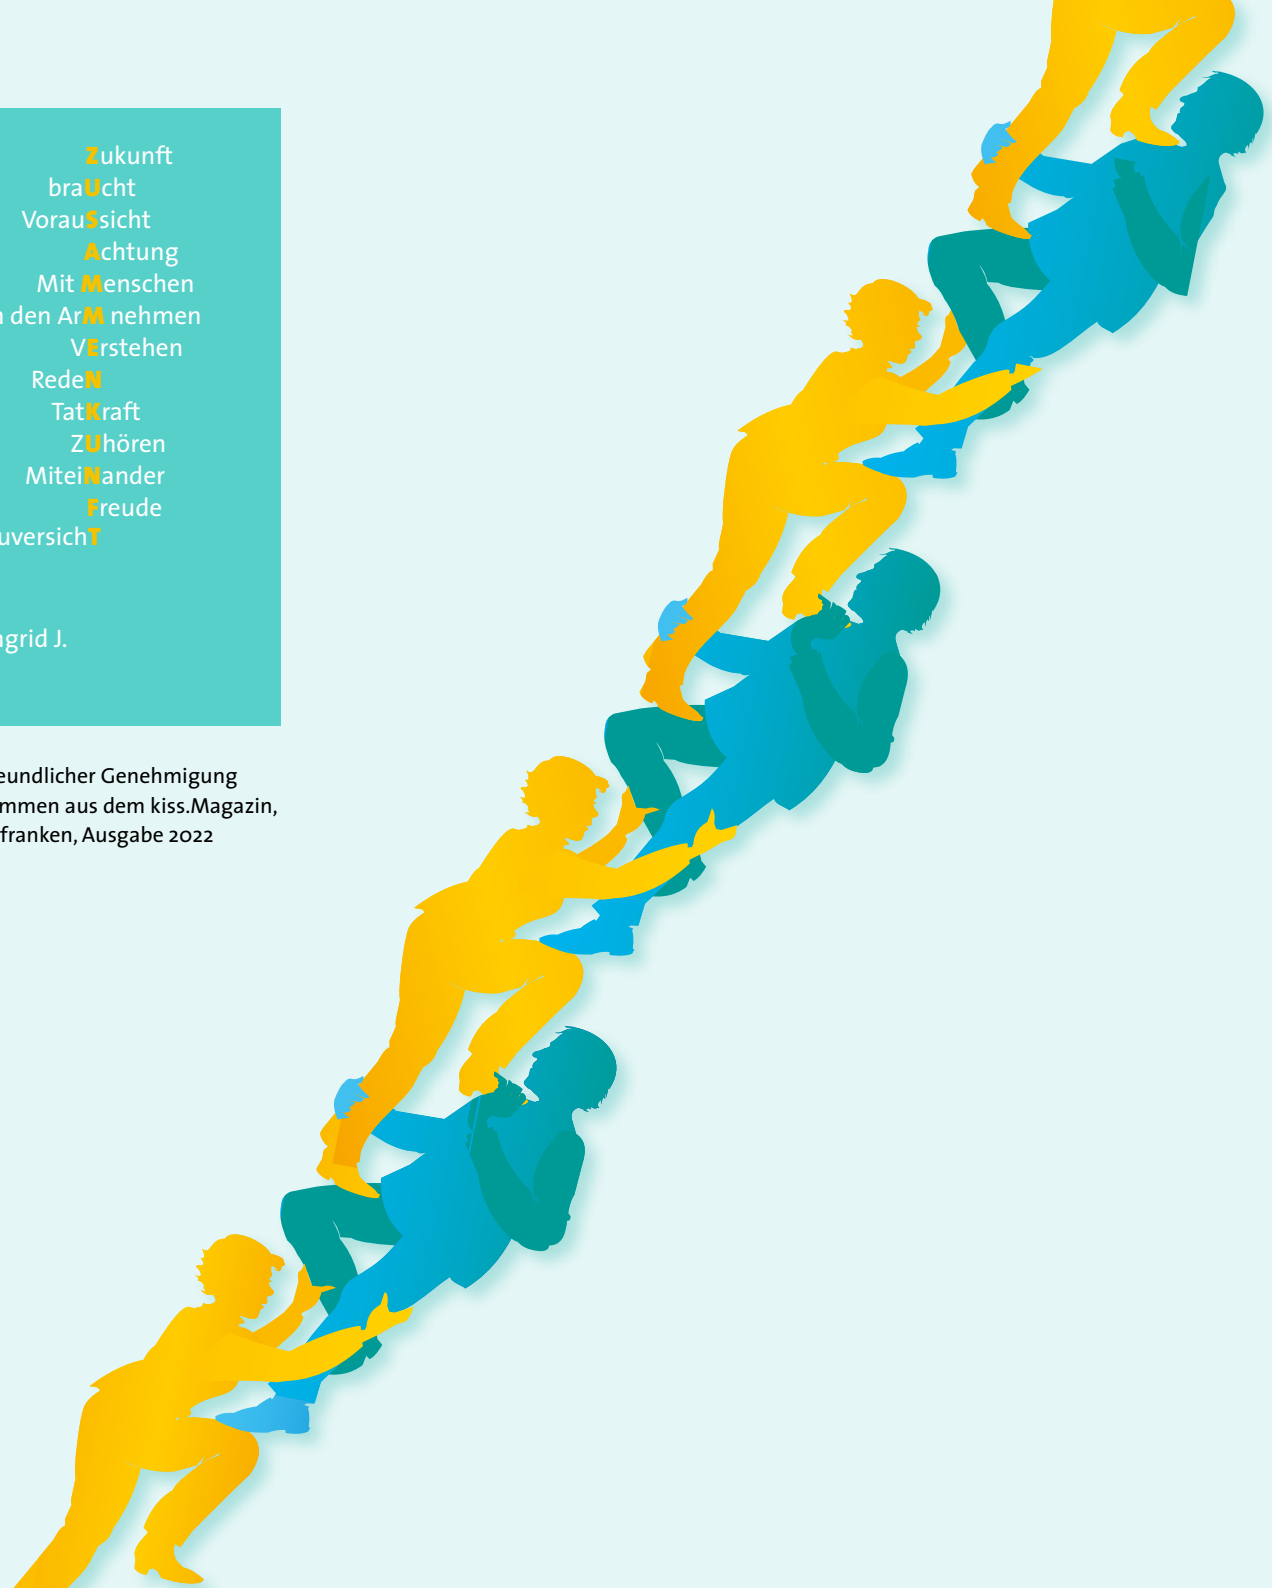 Zukunft
braUcht
VorauSsicht
Achtung
Mit Menschen
den ArM nehmen
VErstehen
RedeN
TatKraft
ZUhören
MiteiNander
Freude
uversichT
ngrid J.
eundlicher Genehmigung
mmen aus dem kiss.Magazin,
franken, Ausgabe 2022